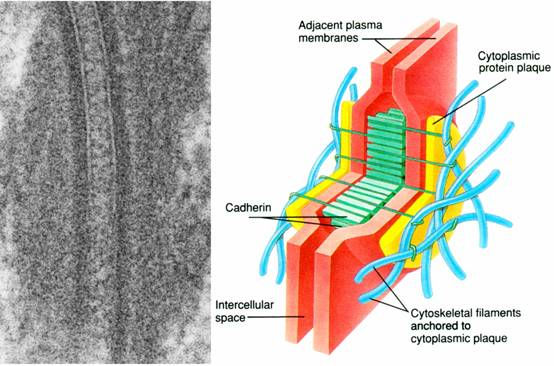 Adjacent plasma
membranes
Cytoplasmic
protein plaque
Cadherin
Intercellular
space
Cytoskeletal filaments
anchored to
cytoplasmic plaque